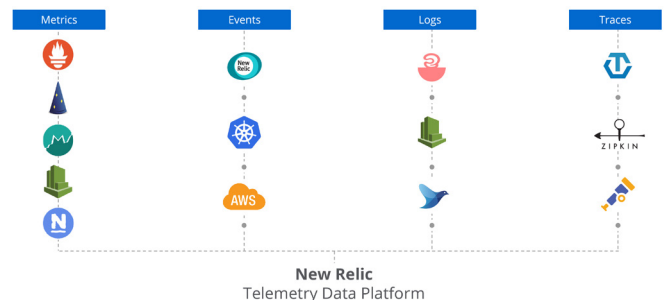 Metrics
Events
Logs
Traces
New
Relic
ZIPKIN
AWS
N
New Relic
Telemetry Data Platform